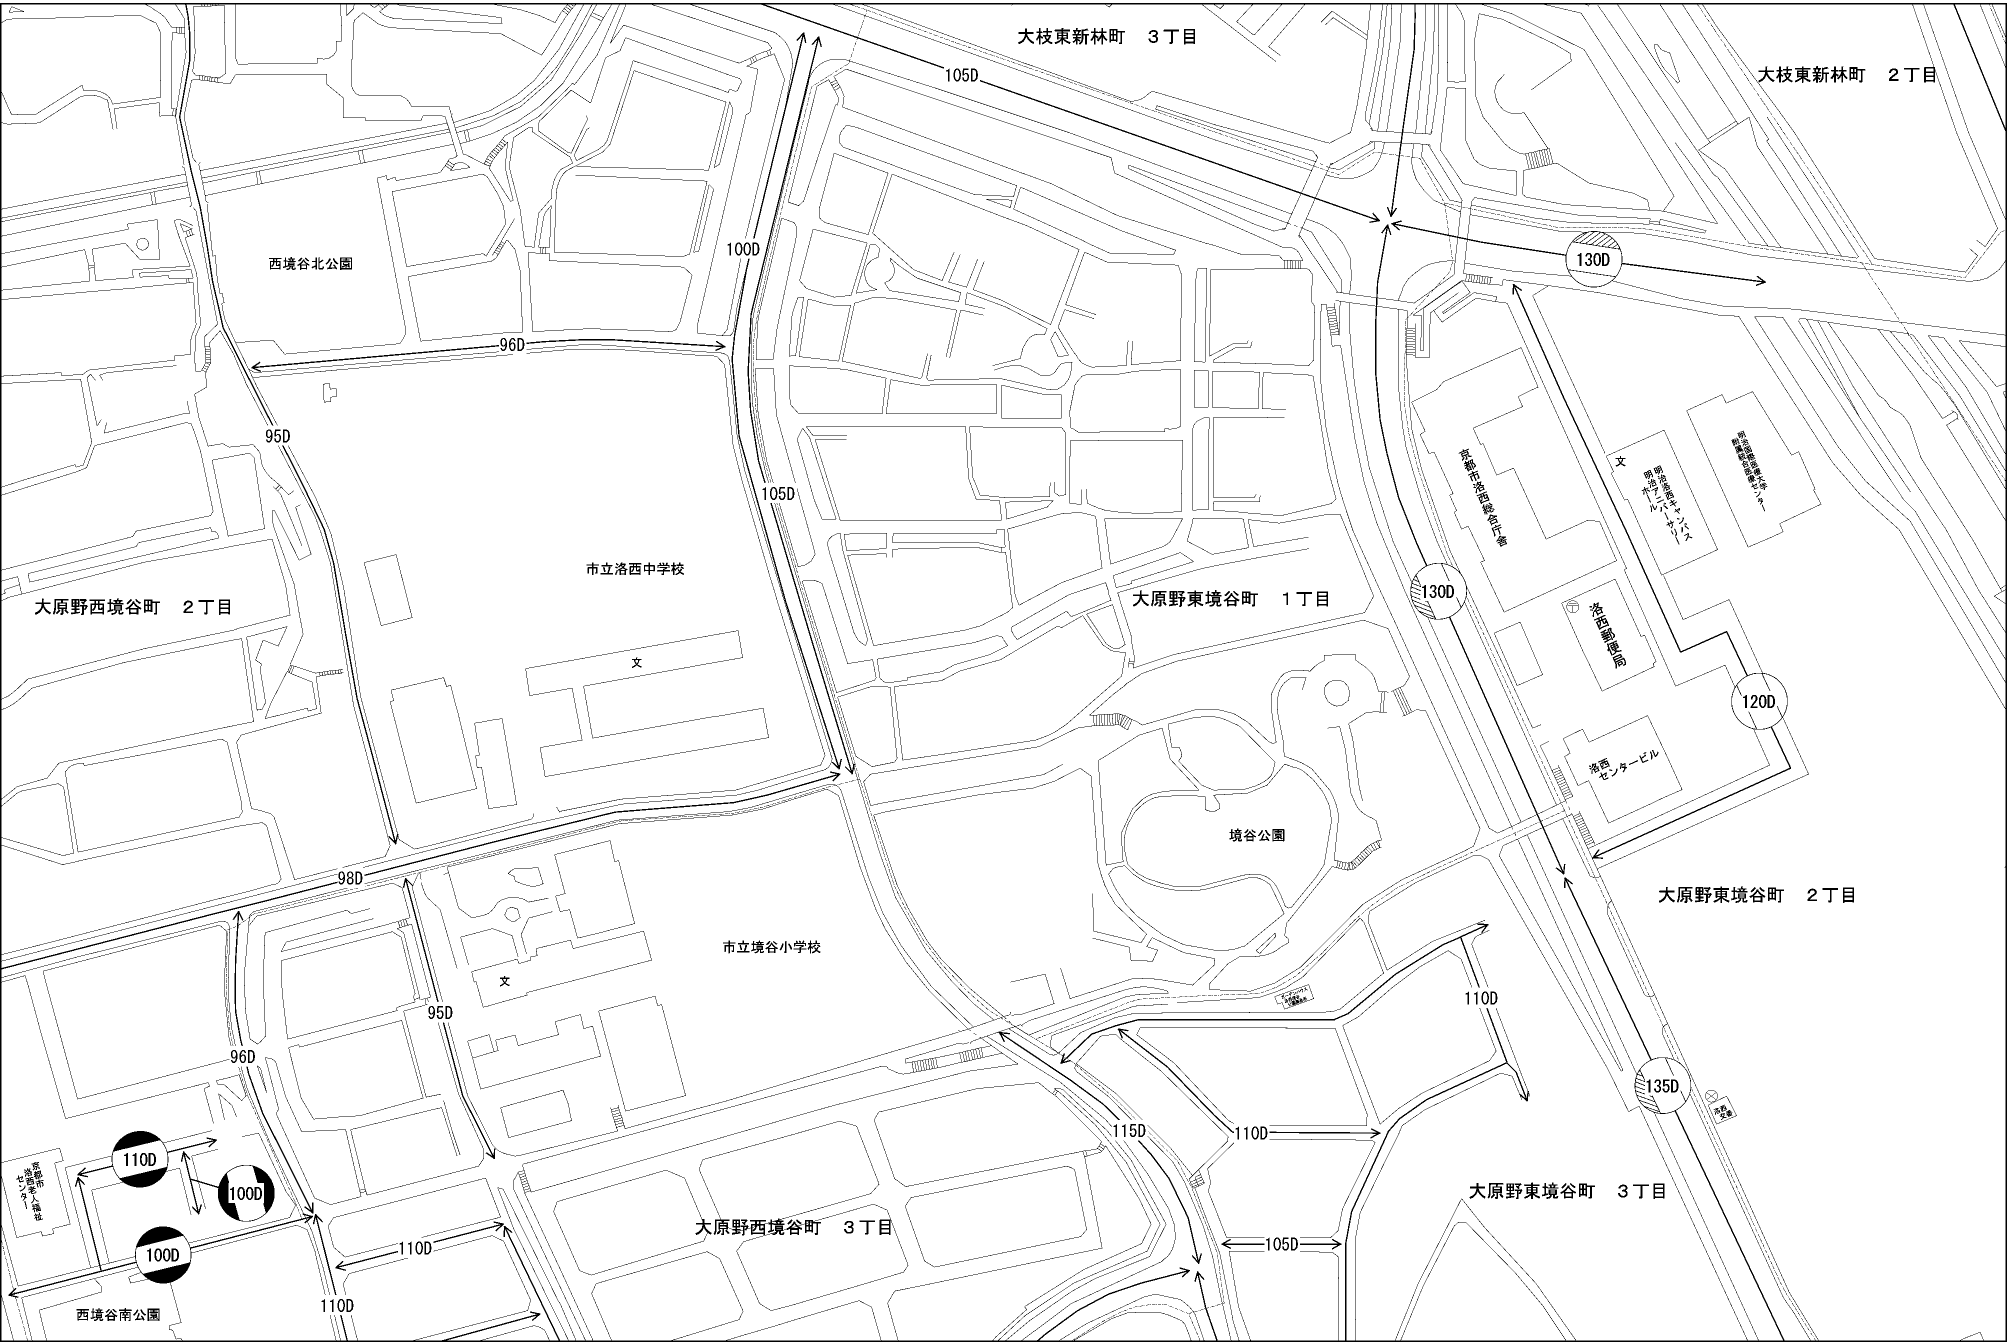 大枝東新林町　３丁目
105D
大枝東新林町　２丁目
100D
西境谷北公園
130D
96D
95D
文
明治国際医療大学
附属統合医療センター
京都市洛西総合庁舎
明治洛西キャンパス
明治アニバーサリー
ホール
105D
市立洛西中学校
大原野西境谷町　２丁目
大原野東境谷町　１丁目
130D
洛西郵便局
文
120D
洛西
センタービル
境谷公園
98D
大原野東境谷町　２丁目
市立境谷小学校
文
95D
110D
96D
135D
洛西
交番
115D
110D
110D
京都市
洛西老人福祉
センター
100D
大原野東境谷町　３丁目
大原野西境谷町　３丁目
100D
110D
105D
西境谷南公園
110D